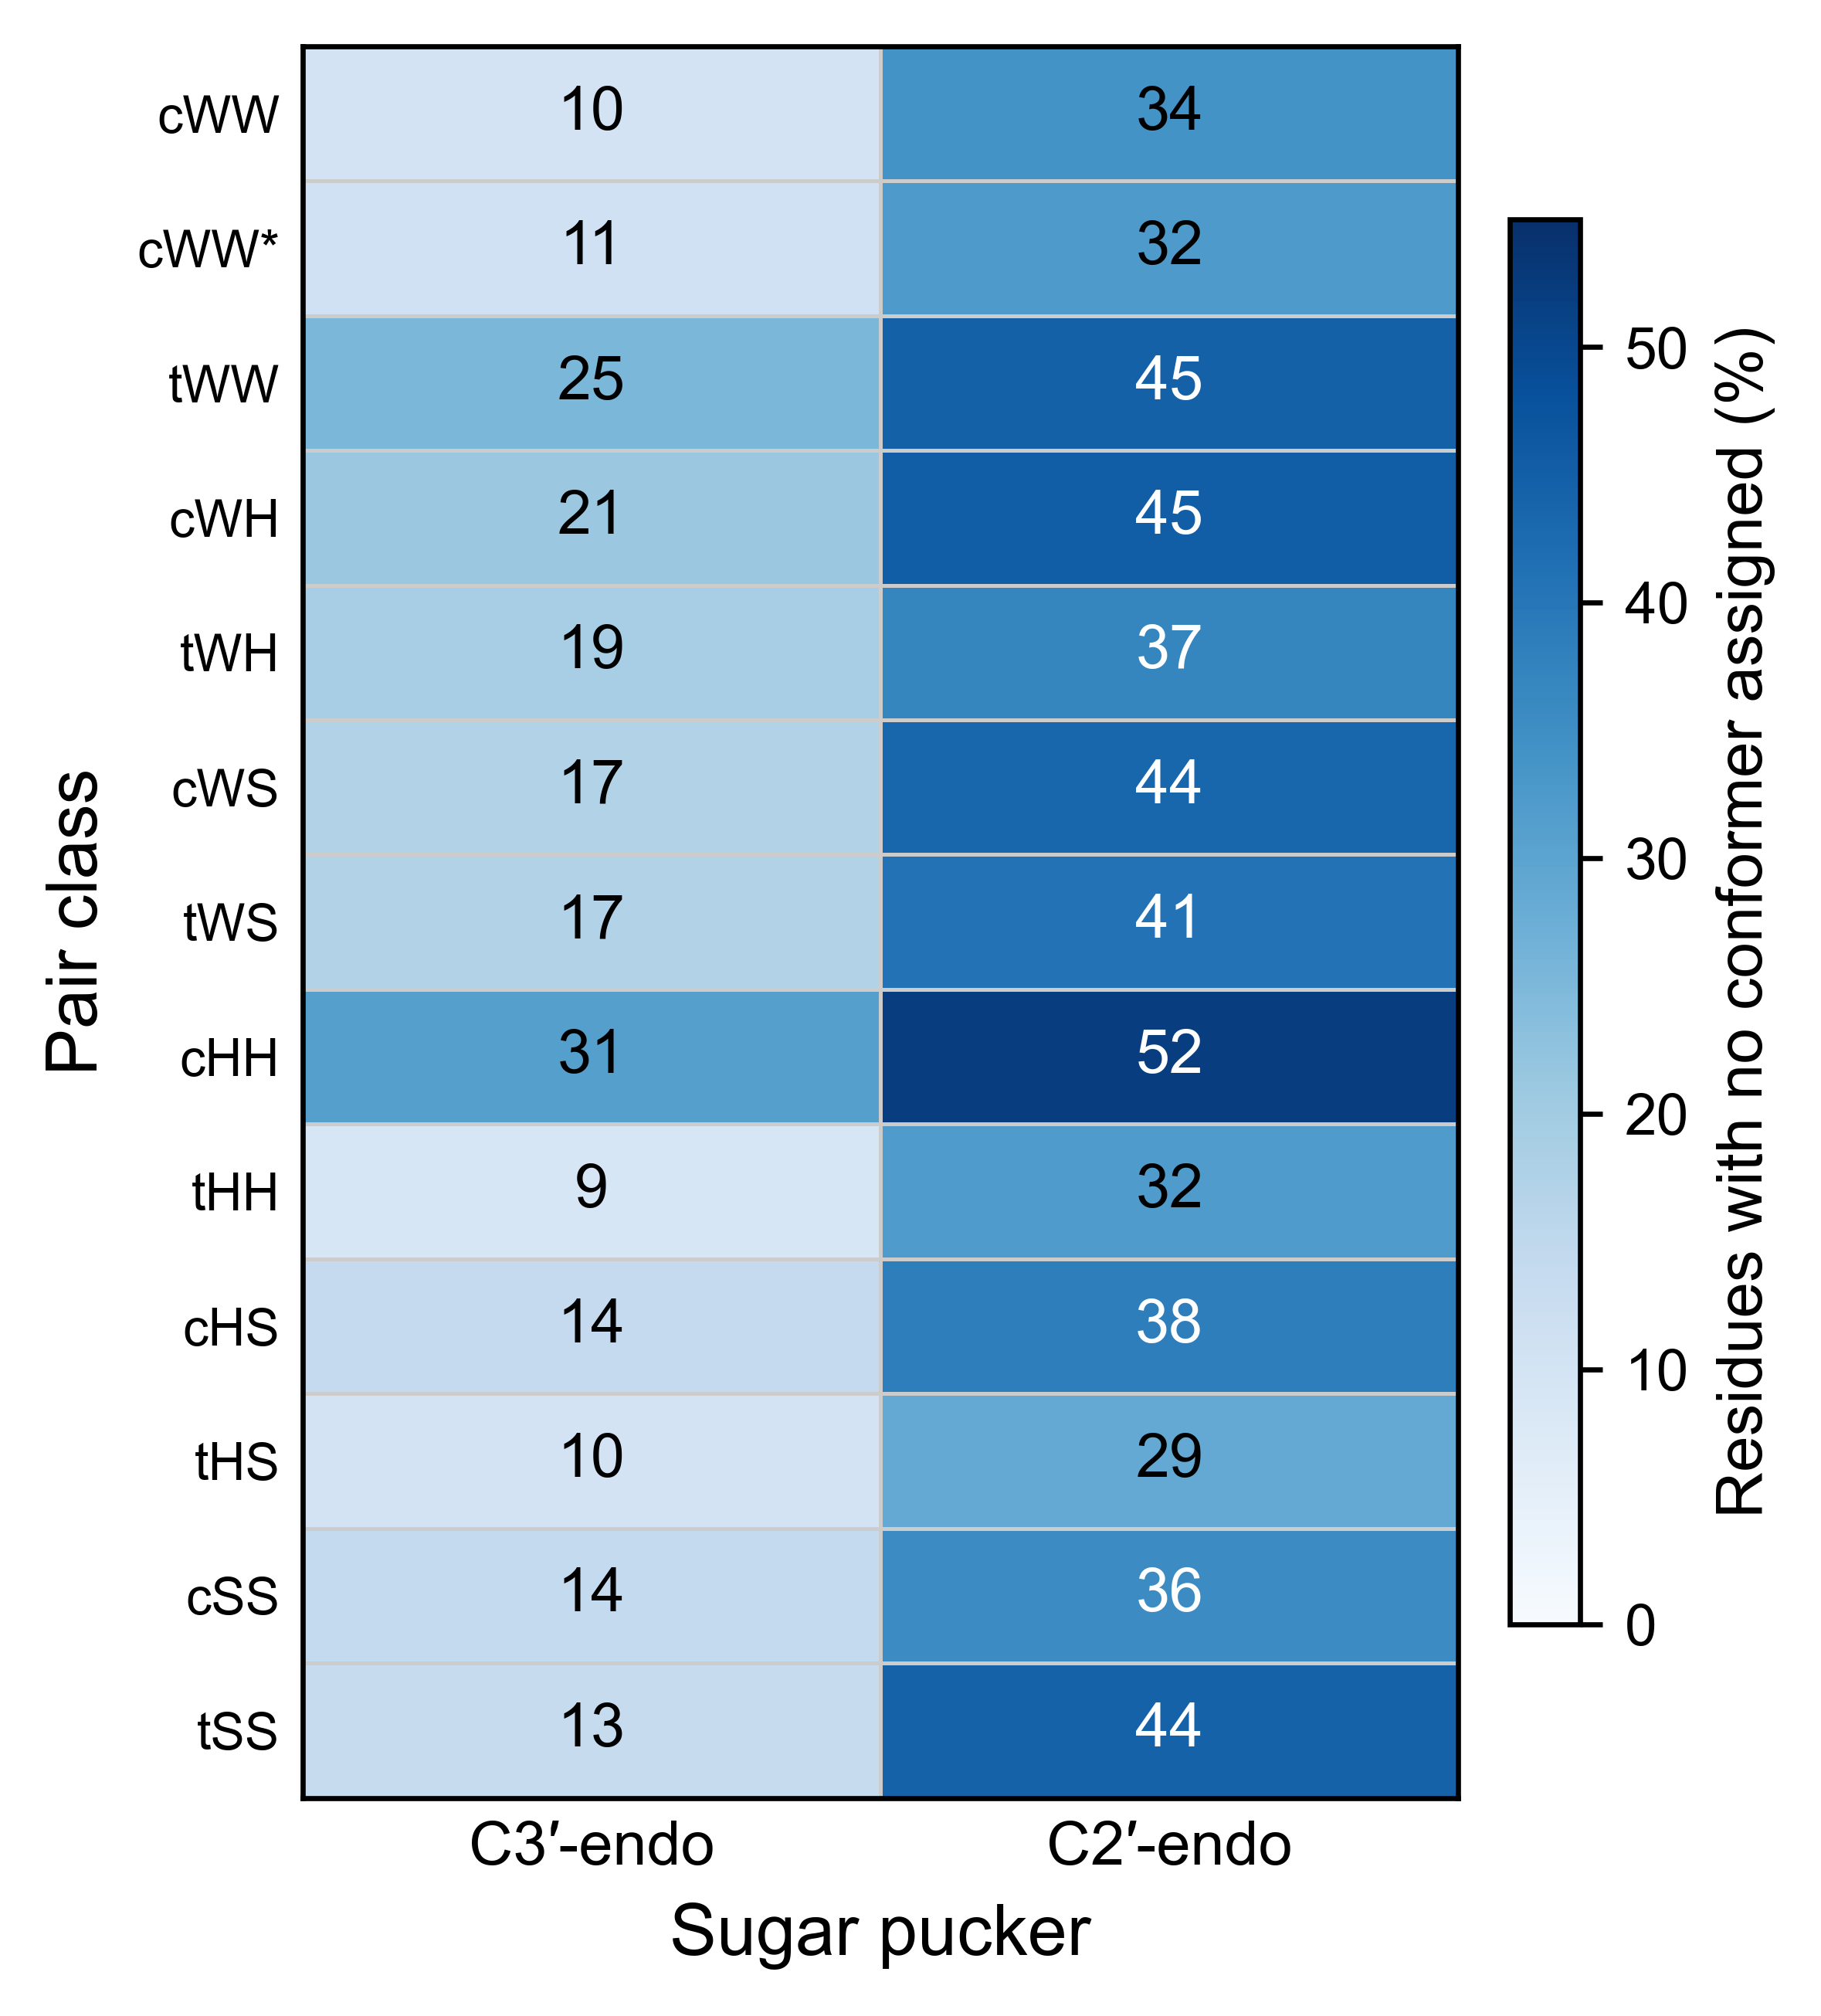 cWW 10 34
cWW* 11 32
tWW 25 45
cWH 21 45
tWH 19 37
cWS 17 44
tWS 17 41
cHH 31 52
tHH 9 32
cHS 14 38
tHS 10 29
cSS 14 36
tSS 13 44
C3′-endo C2′-endo
Sugar pucker
Pair class
50
40
30
20
10
0
Residues with no conformer assigned (%)